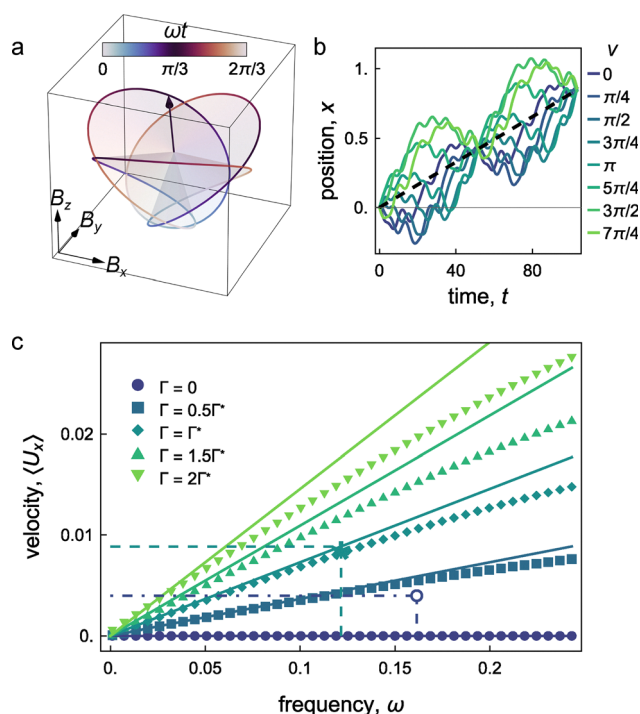 a
ωt
0 π/3 2π/3
B_z
B_y
B_x
b
position, x
1.
0.5
0.
0 40 80
time, t
ν
0
π/4
π/2
3π/4
π
5π/4
3π/2
7π/4
c
velocity, ⟨U_x⟩
0.02
0.01
0.
Γ = 0
Γ = 0.5Γ*
Γ = Γ*
Γ = 1.5Γ*
Γ = 2Γ*
0. 0.05 0.1 0.15 0.2
frequency, ω